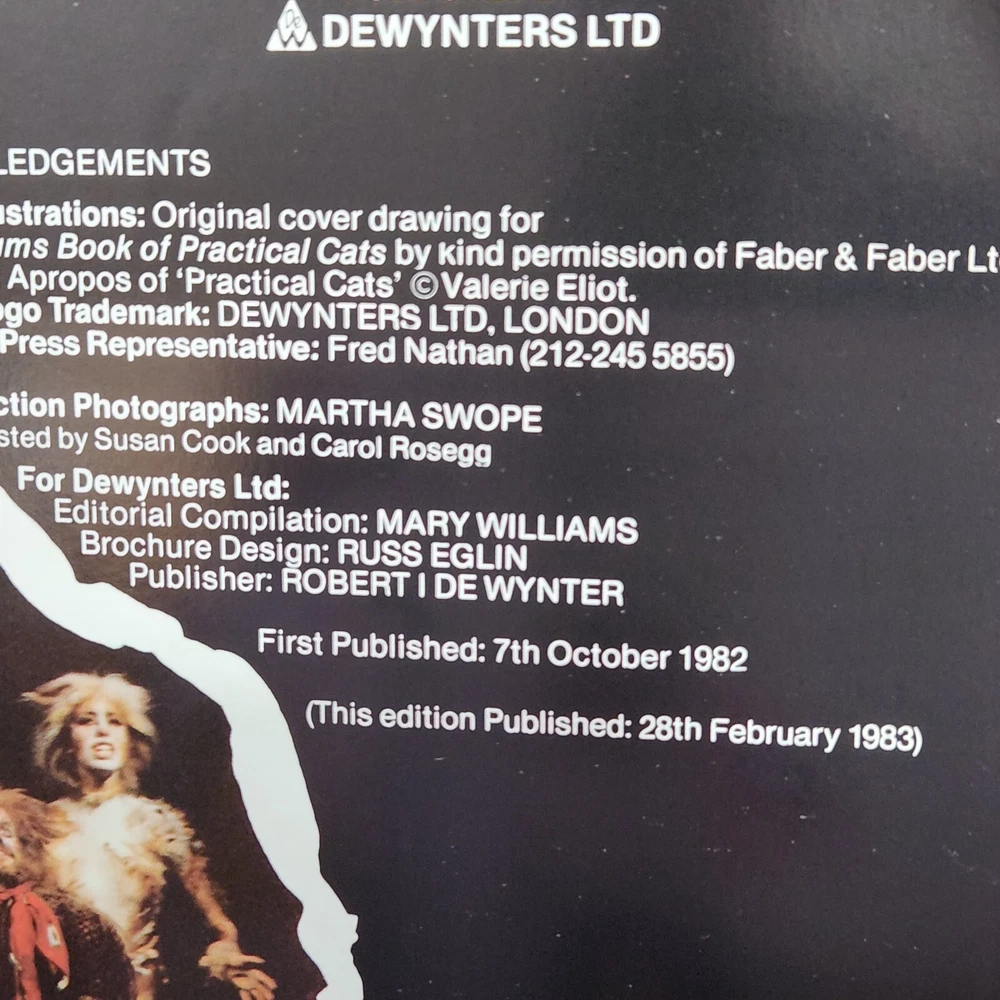 DeW DEWYNTERS LTD
LEDGEMENTS
ustrations: Original cover drawing for
ums Book of Practical Cats by kind permission of Faber & Faber Lt
Apropos of ‘Practical Cats’ © Valerie Eliot.
ogo Trademark: DEWYNTERS LTD, LONDON
Press Representative: Fred Nathan (212-245 5855)
ction Photographs: MARTHA SWOPE
sted by Susan Cook and Carol Rosegg
For Dewynters Ltd:
Editorial Compilation: MARY WILLIAMS
Brochure Design: RUSS EGLIN
Publisher: ROBERT I DE WYNTER
First Published: 7th October 1982
(This edition Published: 28th February 1983)